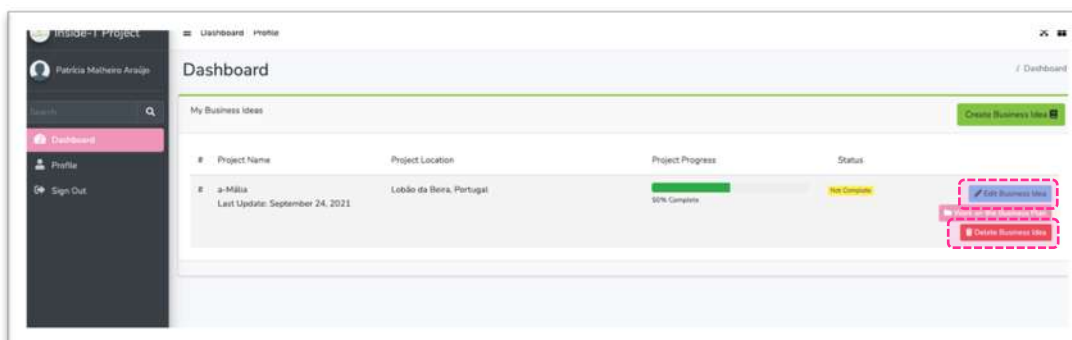 Inside-T Project
Dashboard Profile
Patrícia Malheiro Araújo
Dashboard
/ Dashboard
Search
My Business Ideas
Create Business Idea
Dashboard
# Project Name Project Location Project Progress Status
Profile
# a-Mália Lobão da Beira, Portugal Not Complete Edit Business Idea
Sign Out
Last Update: September 24, 2021 50% Complete
Work on the Business Plan
Delete Business Idea